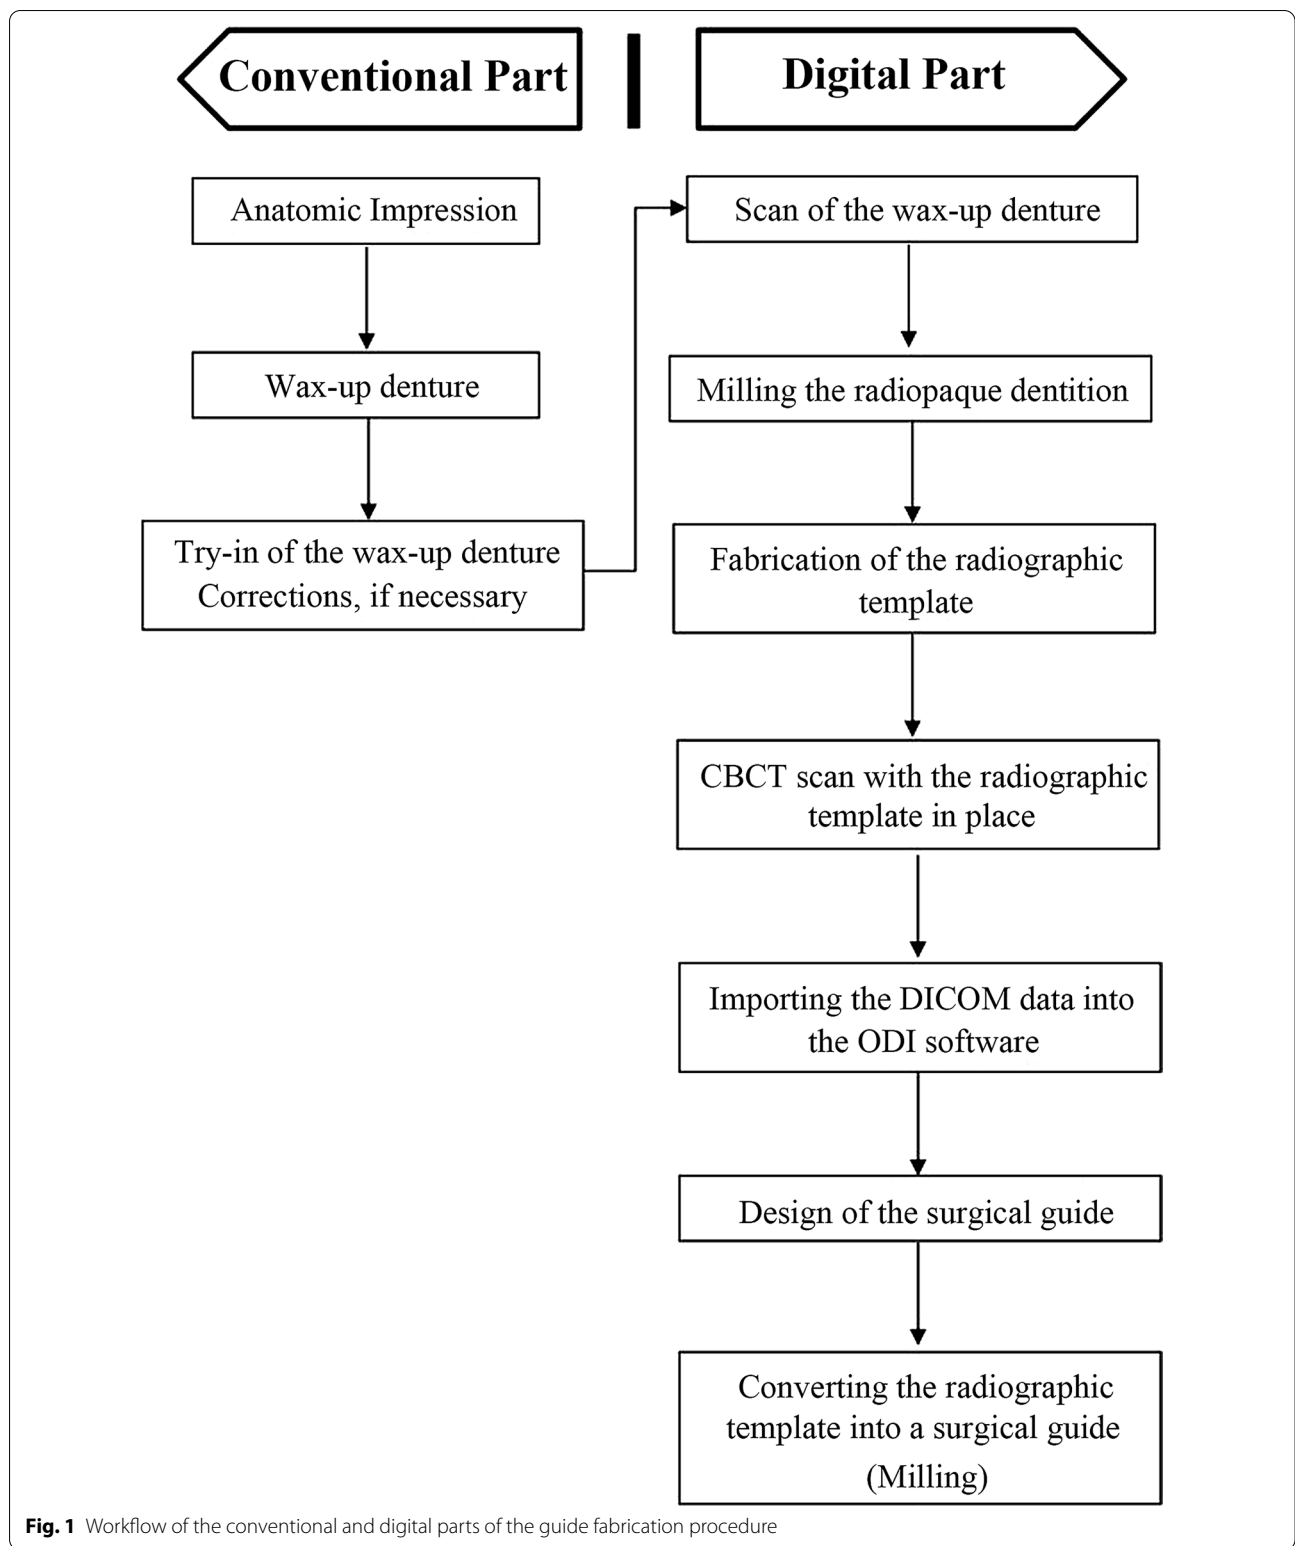 Conventional Part
Digital Part
Anatomic Impression
Wax-up denture
Try-in of the wax-up denture
Corrections, if necessary
Scan of the wax-up denture
Milling the radiopaque dentition
Fabrication of the radiographic
template
CBCT scan with the radiographic
template in place
Importing the DICOM data into
the ODI software
Design of the surgical guide
Converting the radiographic
template into a surgical guide
(Milling)
Fig. 1 Workflow of the conventional and digital parts of the guide fabrication procedure